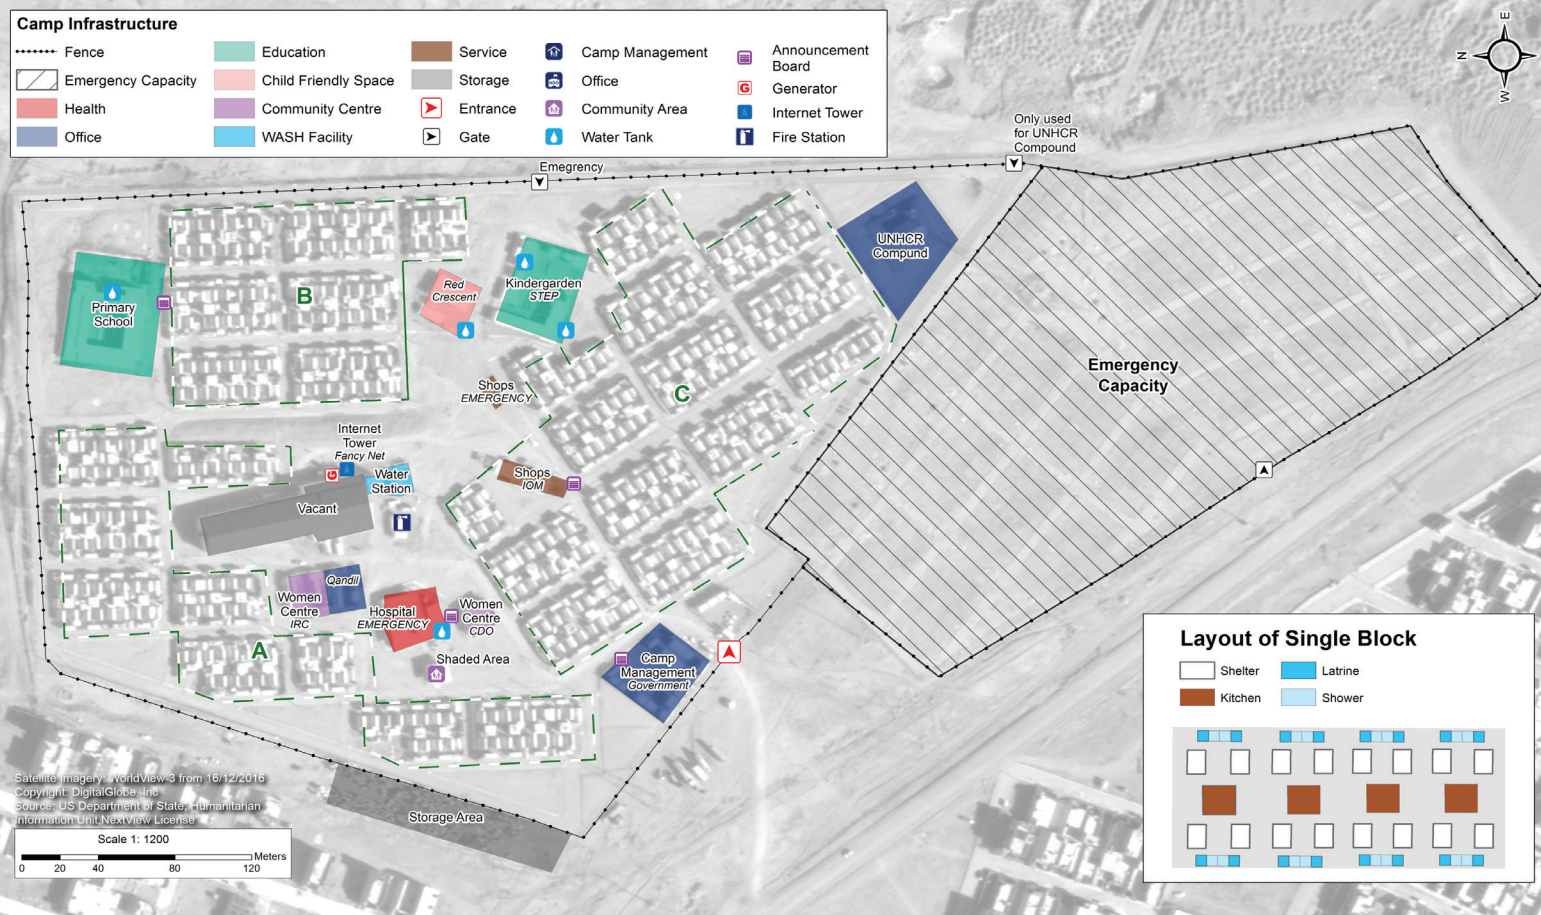 Camp Infrastructure
Fence
Emergency Capacity
Health
Office
Education
Child Friendly Space
Community Centre
WASH Facility
Service
Storage
Entrance
Gate
Camp Management
Office
Community Area
Water Tank
Announcement
Board
Generator
Internet Tower
Fire Station
G
E
N
W
Only used
for UNHCR
Compound
Emegrency
UNHCR
Compund
Red
Crescent
Kindergarden
STEP
Primary
School
B
C
Shops
EMERGENCY
Emergency
Capacity
Internet
Tower
Fancy Net
G
Water
Station
Shops
IOM
Vacant
Qandil
Women
Centre
IRC
Hospital
EMERGENCY
Women
Centre
CDO
A
Shaded Area
Camp
Management
Government
Storage Area
Satellite Imagery: WorldView-3 from 16/12/2016
Copyright: DigitalGlobe, Inc
Source: US Department of State, Humanitarian
Information Unit,NextView License
Scale 1: 1200
Meters
0 20 40 80 120
Layout of Single Block
Shelter
Latrine
Kitchen
Shower